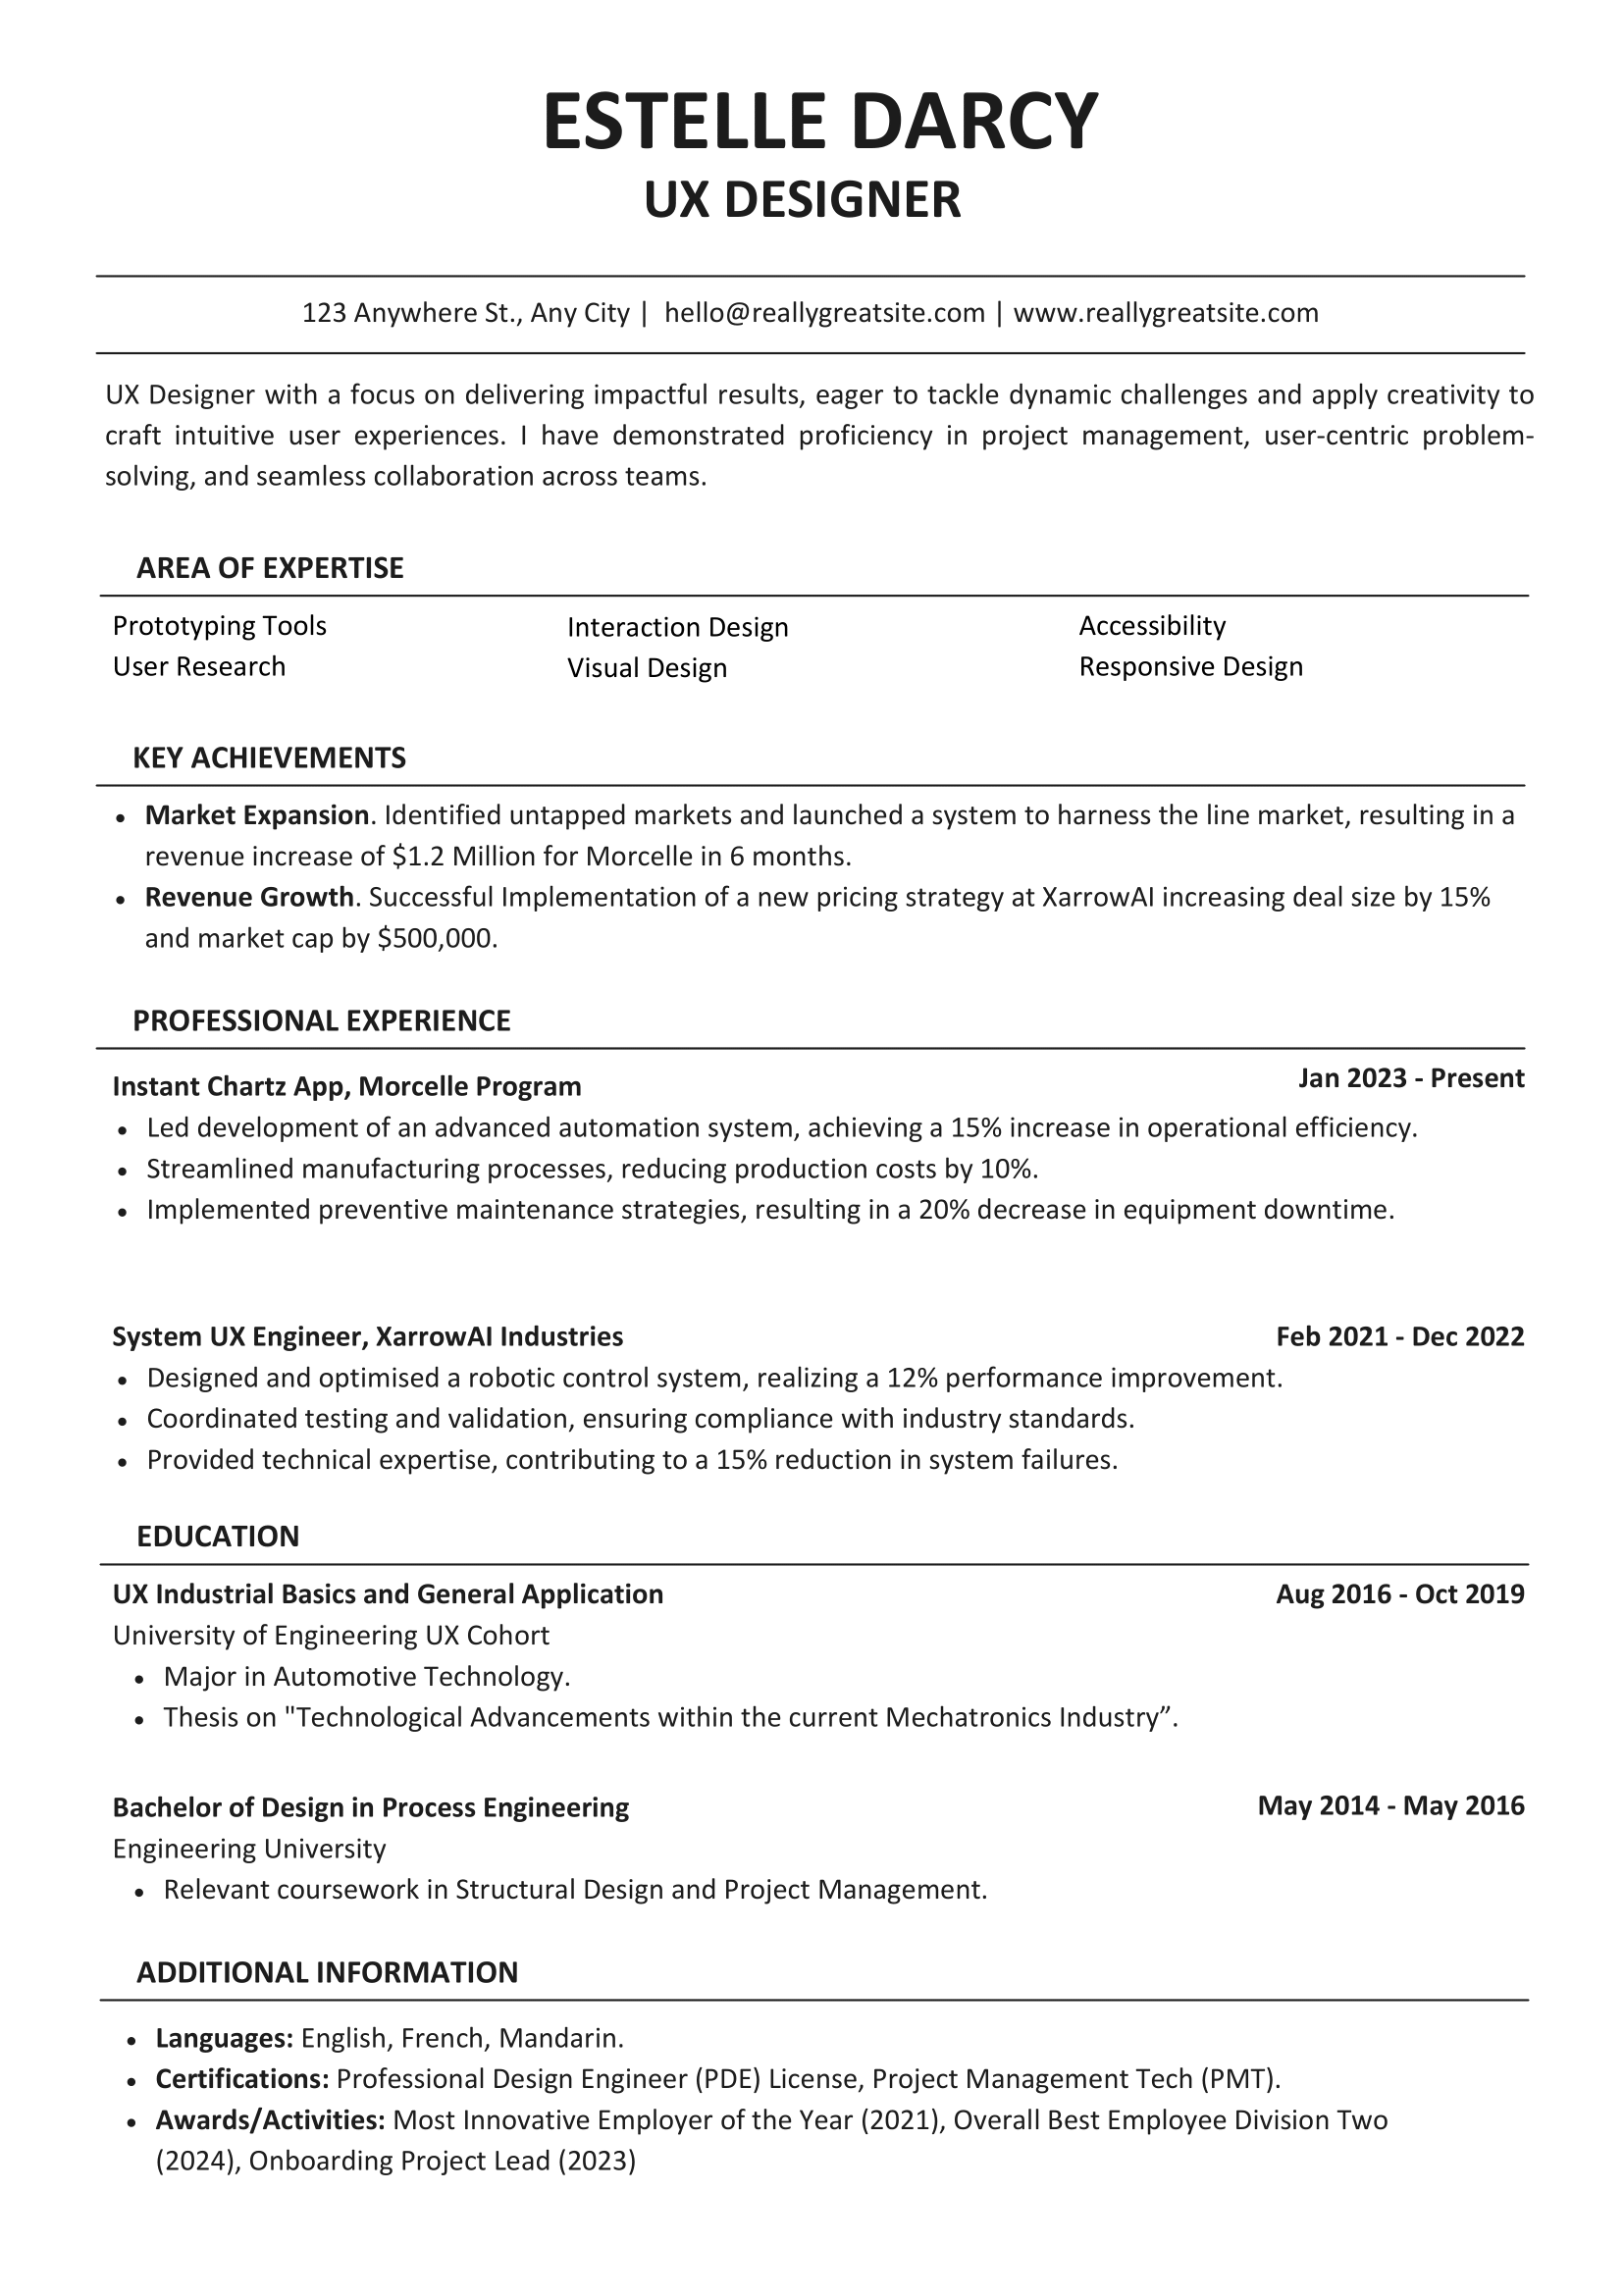 ESTELLE DARCY
UX DESIGNER
123 Anywhere St., Any City | hello@reallygreatsite.com | www.reallygreatsite.com
UX Designer with a focus on delivering impactful results, eager to tackle dynamic challenges and apply creativity to
craft intuitive user experiences. I have demonstrated proficiency in project management, user-centric problem-
solving, and seamless collaboration across teams.
AREA OF EXPERTISE
Prototyping Tools
User Research
Interaction Design
Visual Design
Accessibility
Responsive Design
KEY ACHIEVEMENTS
• Market Expansion. Identified untapped markets and launched a system to harness the line market, resulting in a
revenue increase of $1.2 Million for Morcelle in 6 months.
• Revenue Growth. Successful Implementation of a new pricing strategy at XarrowAI increasing deal size by 15%
and market cap by $500,000.
PROFESSIONAL EXPERIENCE
Instant Chartz App, Morcelle Program Jan 2023 - Present
• Led development of an advanced automation system, achieving a 15% increase in operational efficiency.
• Streamlined manufacturing processes, reducing production costs by 10%.
• Implemented preventive maintenance strategies, resulting in a 20% decrease in equipment downtime.
System UX Engineer, XarrowAI Industries Feb 2021 - Dec 2022
• Designed and optimised a robotic control system, realizing a 12% performance improvement.
• Coordinated testing and validation, ensuring compliance with industry standards.
• Provided technical expertise, contributing to a 15% reduction in system failures.
EDUCATION
UX Industrial Basics and General Application Aug 2016 - Oct 2019
University of Engineering UX Cohort
• Major in Automotive Technology.
• Thesis on "Technological Advancements within the current Mechatronics Industry”.
Bachelor of Design in Process Engineering May 2014 - May 2016
Engineering University
• Relevant coursework in Structural Design and Project Management.
ADDITIONAL INFORMATION
• Languages: English, French, Mandarin.
• Certifications: Professional Design Engineer (PDE) License, Project Management Tech (PMT).
• Awards/Activities: Most Innovative Employer of the Year (2021), Overall Best Employee Division Two
(2024), Onboarding Project Lead (2023)